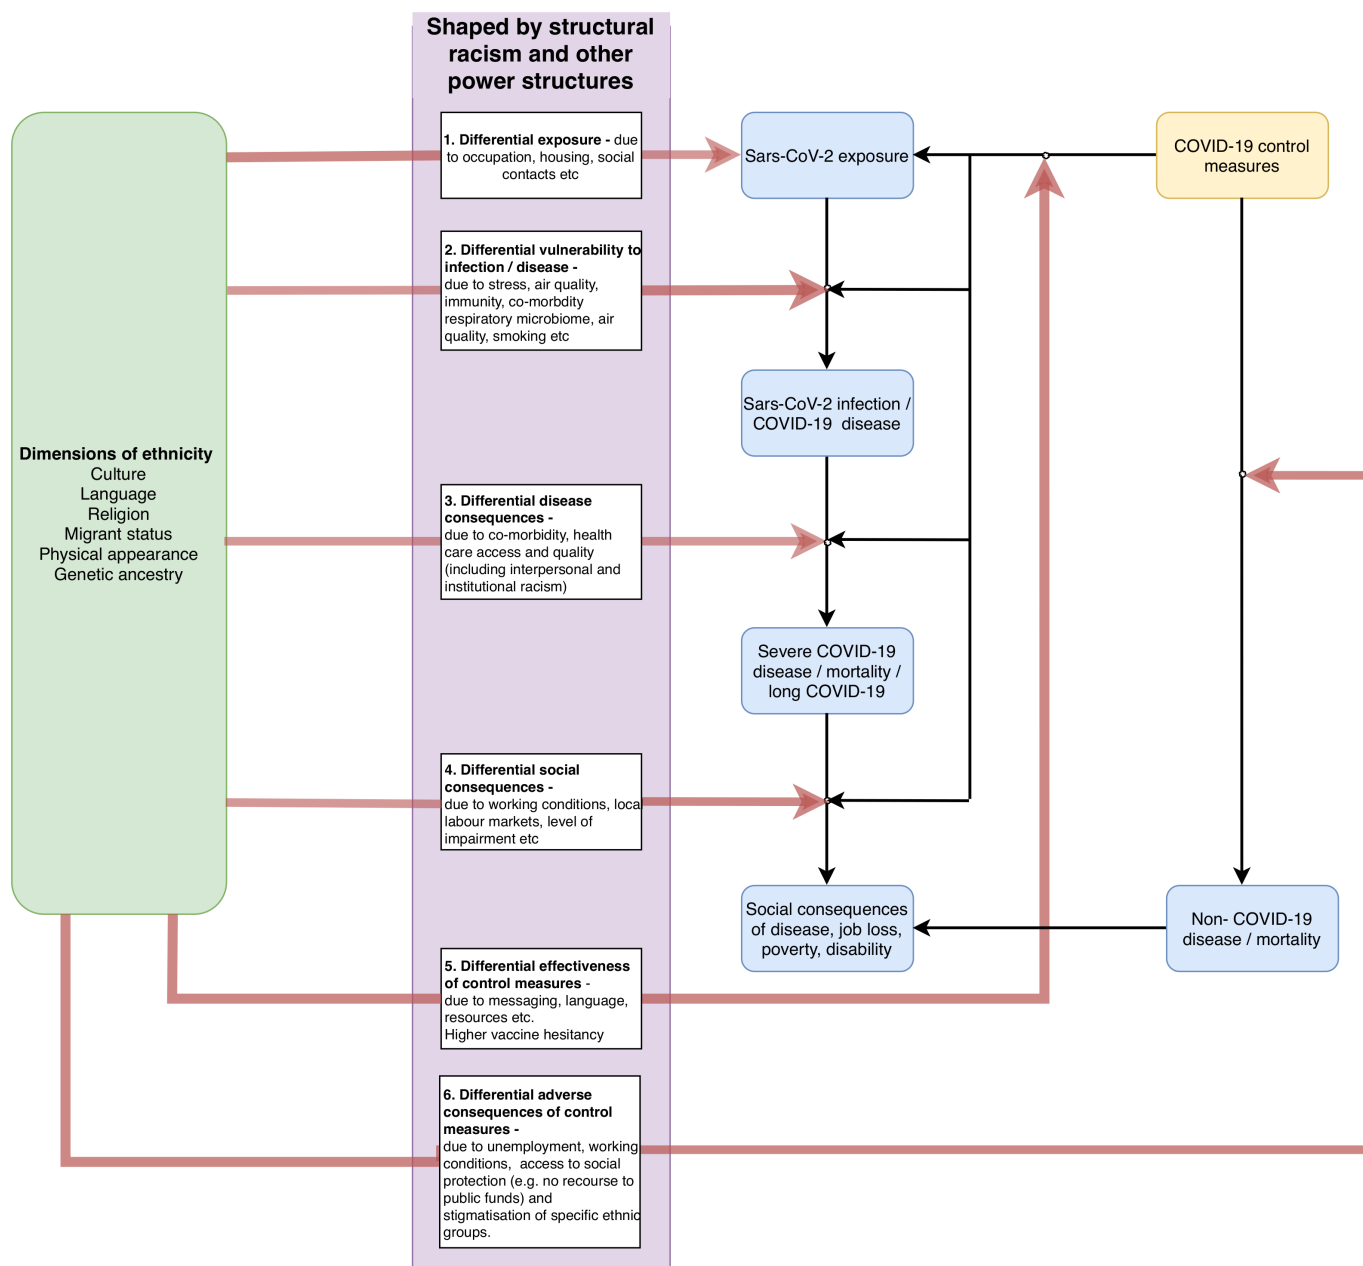 Shaped by structural
racism and other
power structures
Dimensions of ethnicity
Culture
Language
Religion
Migrant status
Physical appearance
Genetic ancestry
1. Differential exposure - due
to occupation, housing, social
contacts etc
2. Differential vulnerability to
infection / disease -
due to stress, air quality,
immunity, co-morbdity
respiratory microbiome, air
quality, smoking etc
3. Differential disease
consequences -
due to co-morbidity, health
care access and quality
(including interpersonal and
institutional racism)
4. Differential social
consequences -
due to working conditions, loca
labour markets, level of
impairment etc
5. Differential effectiveness
of control measures -
due to messaging, language,
resources etc.
Higher vaccine hesitancy
6. Differential adverse
consequences of control
measures -
due to unemployment, working
conditions,  access to social
protection (e.g. no recourse to
public funds) and
stigmatisation of specific ethnic
groups.
Sars-CoV-2 exposure
Sars-CoV-2 infection /
COVID-19  disease
Severe COVID-19
disease / mortality /
long COVID-19
Social consequences
of disease, job loss,
poverty, disability
COVID-19 control
measures
Non- COVID-19
disease / mortality